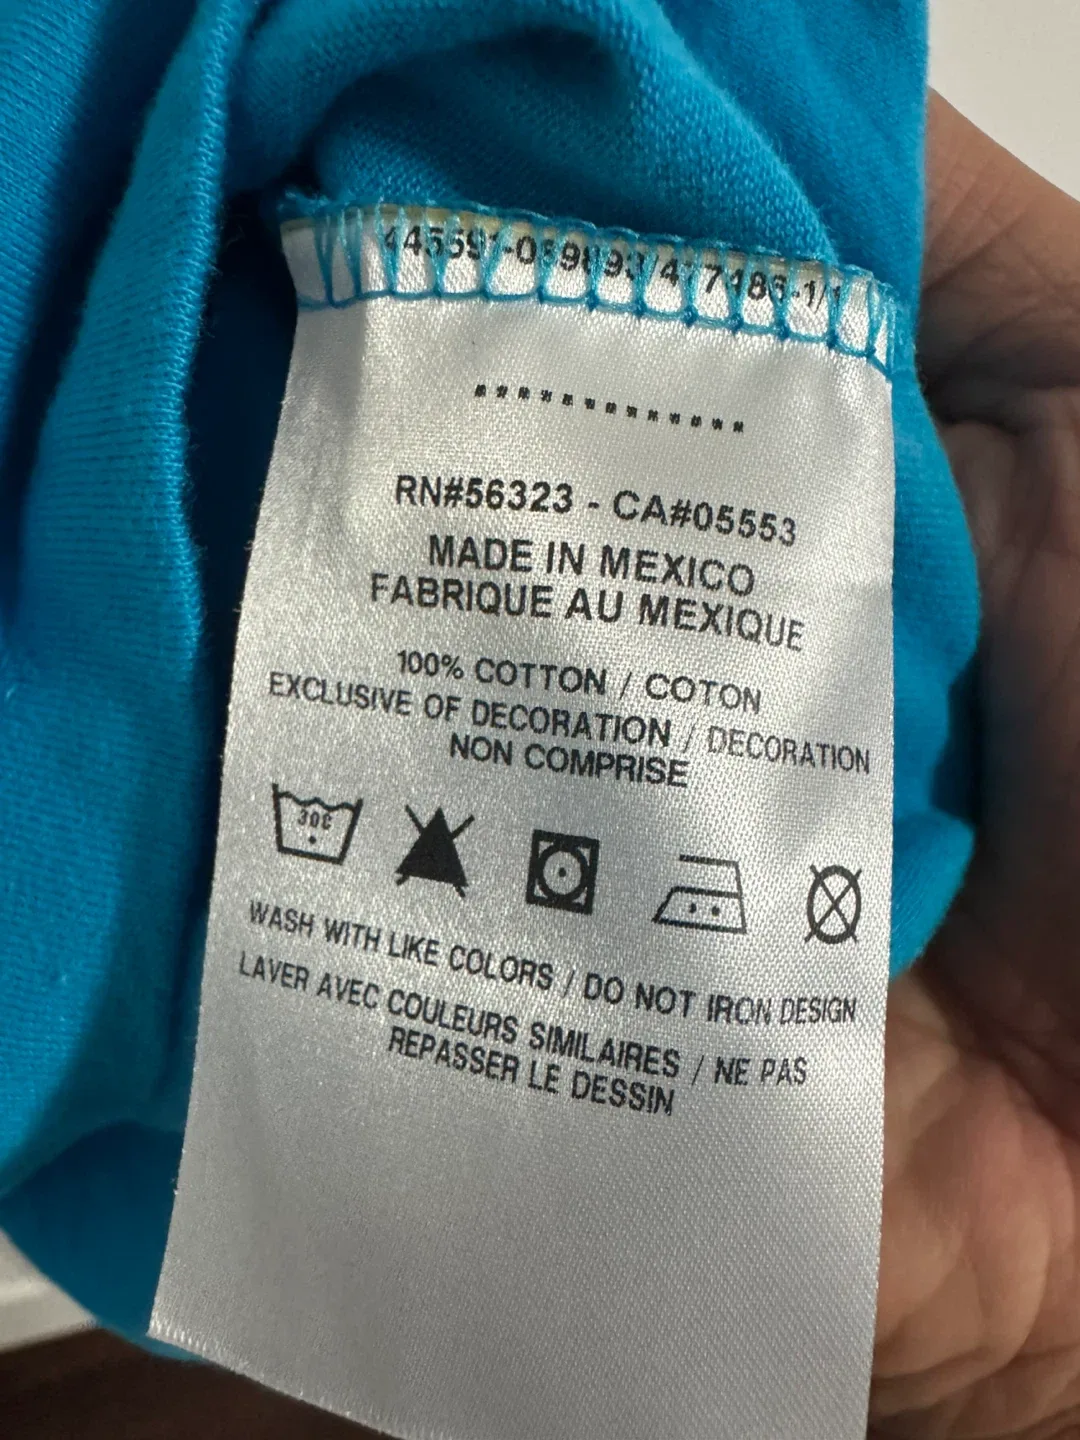 RN#56323 - CA#05553
MADE IN MEXICO
FABRIQUE AU MEXIQUE
100% COTTON / COTON
EXCLUSIVE OF DECORATION / DECORATION
NON COMPRISE
30C
WASH WITH LIKE COLORS / DO NOT IRON DESIGN
LAVER AVEC COULEURS SIMILAIRES / NE PAS
REPASSER LE DESSIN